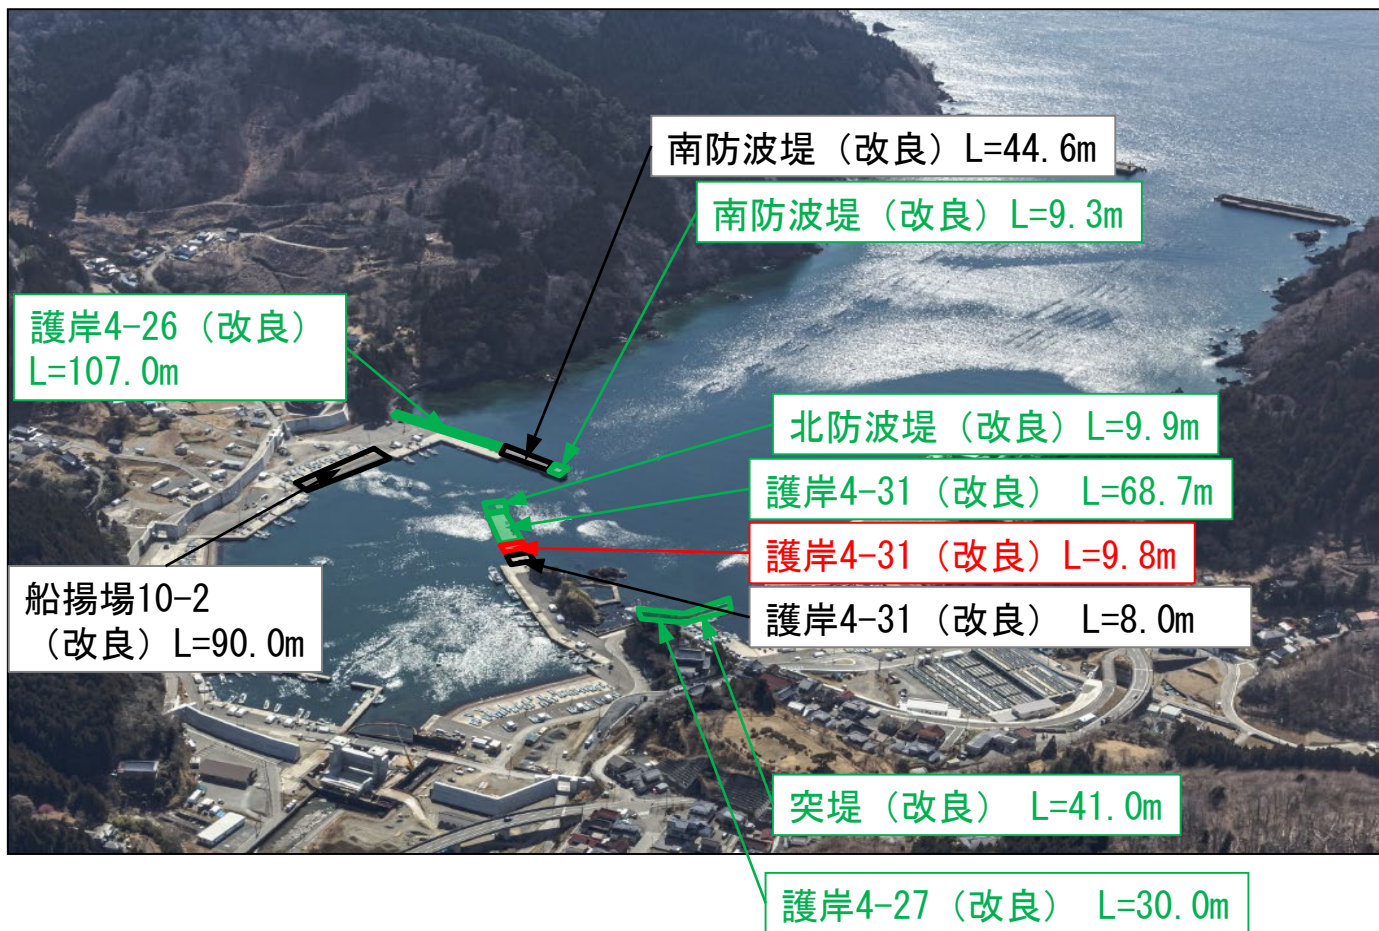 南防波堤（改良）L=44.6m
南防波堤（改良）L=9.3m
護岸4-26（改良）
L=107.0m
北防波堤（改良）L=9.9m
護岸4-31（改良） L=68.7m
護岸4-31（改良）L=9.8m
護岸4-31（改良） L=8.0m
船揚場10-2
（改良）L=90.0m
突堤（改良） L=41.0m
護岸4-27（改良） L=30.0m